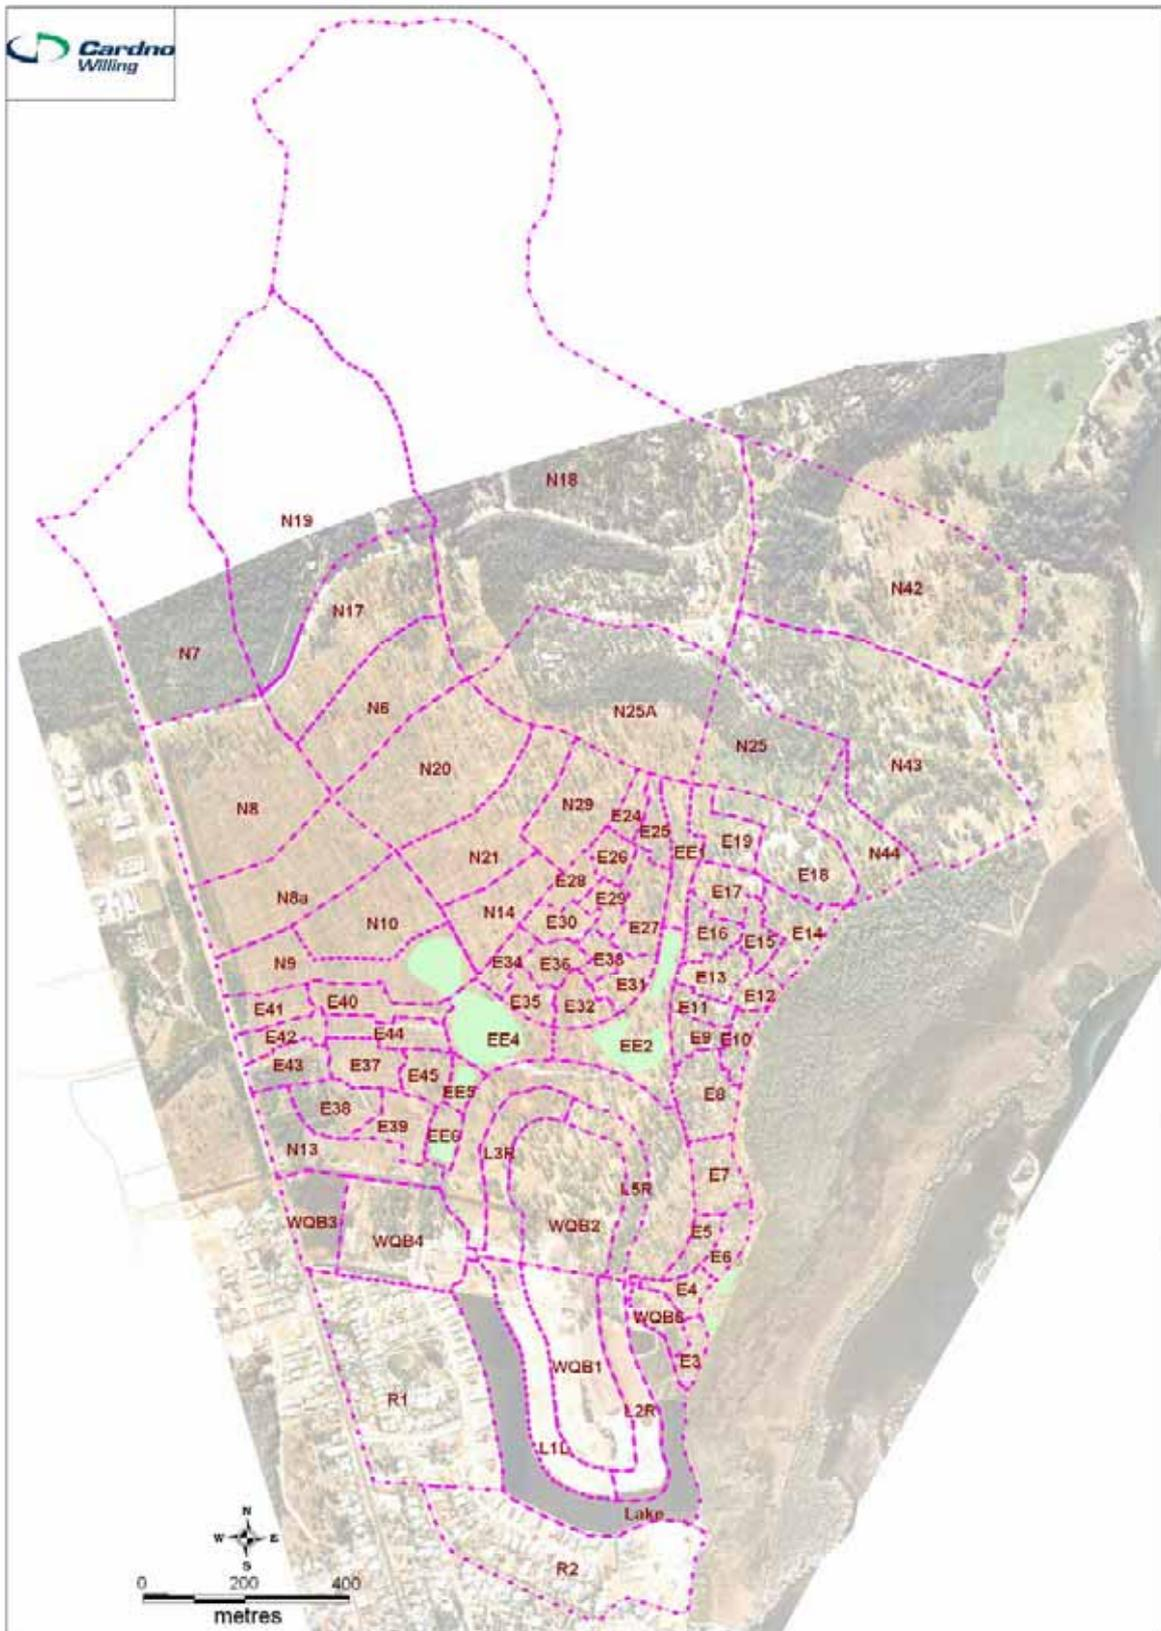 Cardno
Willing
N18
N19
N42
N17
N7
N6
N25A
N25
N20
N43
N8
N29
E24
E25
E19
N21
E26
EE1
N44
E18
E28
N8a
E29
E17
N14
N10
E30
E27
E16
E15
E14
N9
E34
E36
E38
E13
E31
E12
E41
E40
E35
E32
E11
E42
E44
EE4
EE2
E9
E10
E43
E37
E45
EE5
E8
E38
E39
EE6
N13
L3R
E7
L5R
WQB3
WQB4
WQB2
E5
E6
E4
WQB6
WQB1
E3
R1
L2R
L1L
Lake
N
W E
S
R2
0 200 400
metres